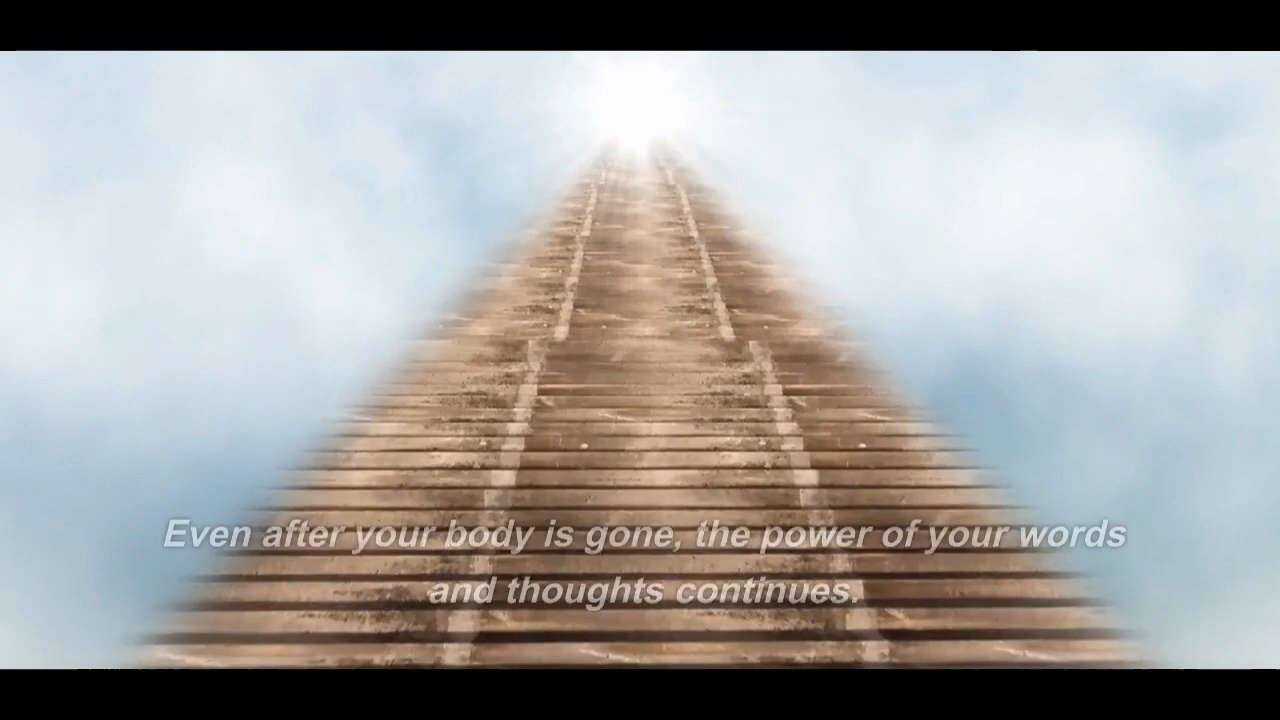 Even after your body is gone, the power of your words
and thoughts continues.